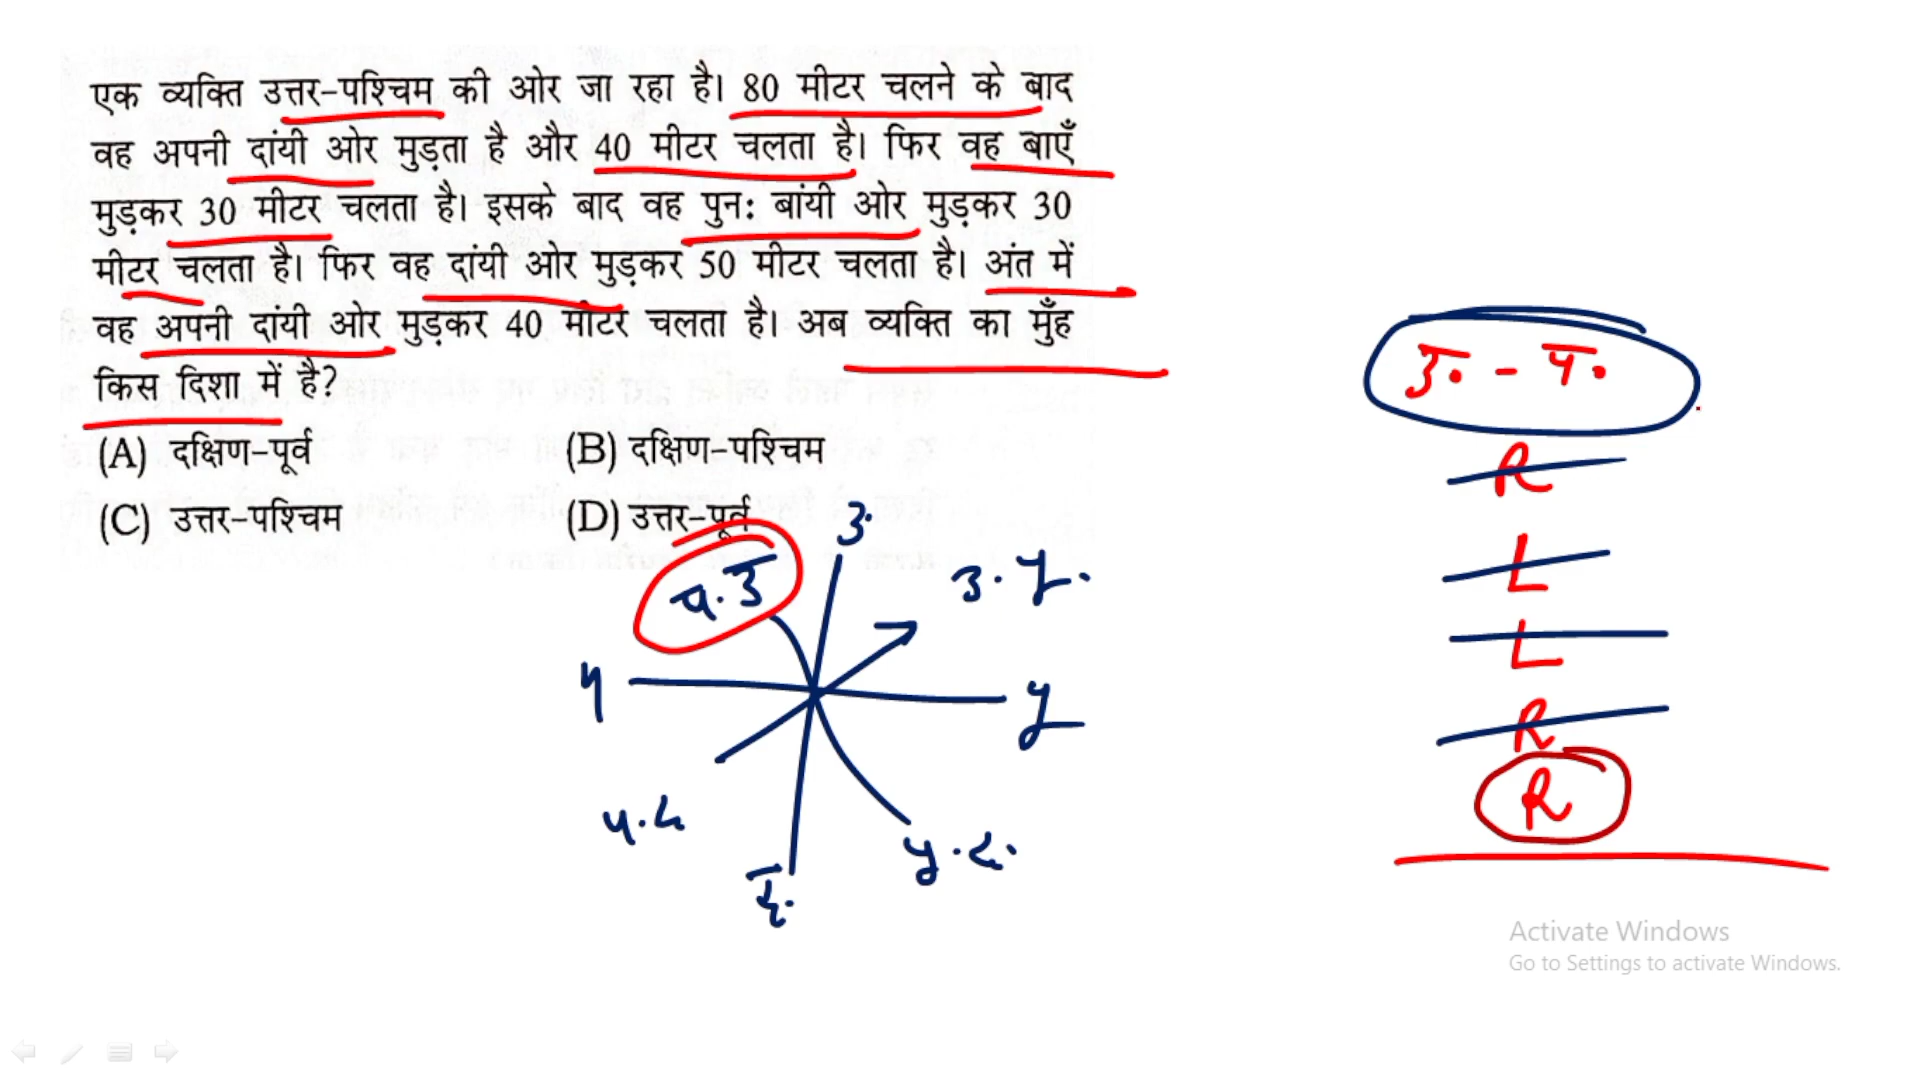 एक व्यक्ति उत्तर-पश्चिम की ओर जा रहा है। 80 मीटर चलने के बाद
वह अपनी दांयी ओर मुड़ता है और 40 मीटर चलता है। फिर वह बाएँ
मुड़कर 30 मीटर चलता है। इसके बाद वह पुनः बांयी ओर मुड़कर 30
मीटर चलता है। फिर वह दांयी ओर मुड़कर 50 मीटर चलता है। अंत में
वह अपनी दांयी ओर मुड़कर 40 मीटर चलता है। अब व्यक्ति का मुँह
किस दिशा में है?
(A) दक्षिण-पूर्व (B) दक्षिण-पश्चिम
(C) उत्तर-पश्चिम (D) उत्तर-पूर्व
उ.
प.उ
उ.पू.
प
पू
प.द
पू.द.
द.
उ. - प.
R
L
L
R
R
Activate Windows
Go to Settings to activate Windows.